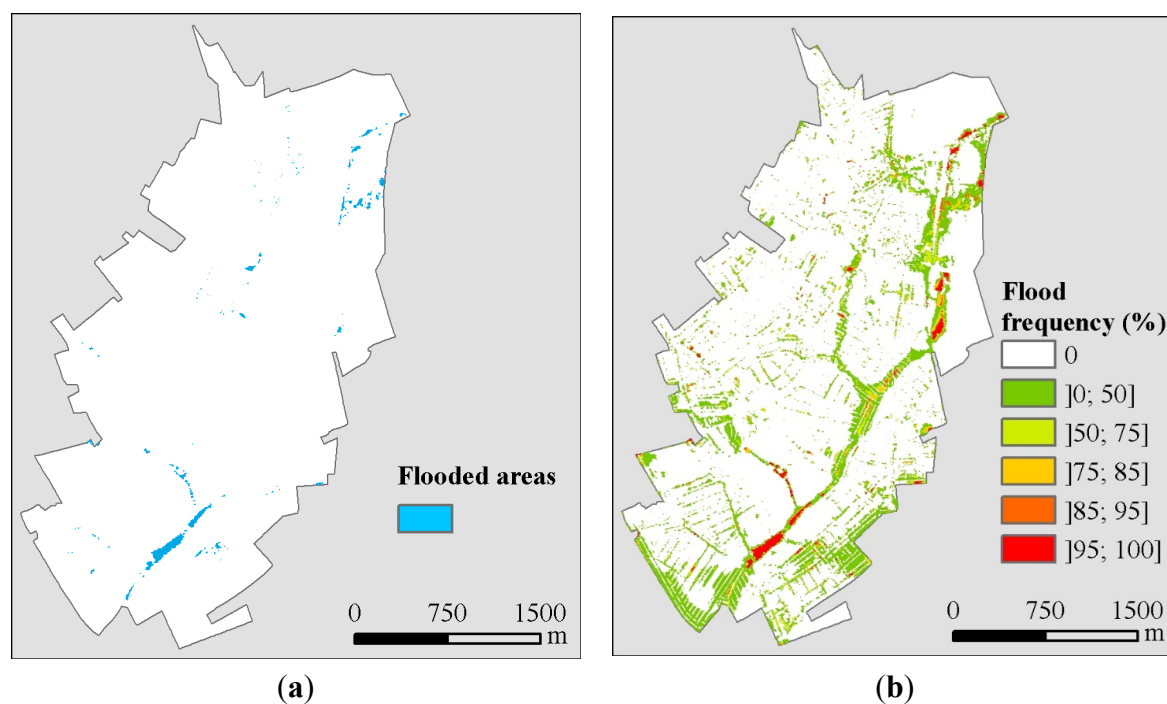 Flooded areas
0 750 1500
m
(a)
Flood
frequency (%)
0
]0; 50]
]50; 75]
]75; 85]
]85; 95]
]95; 100]
0 750 1500
m
(b)